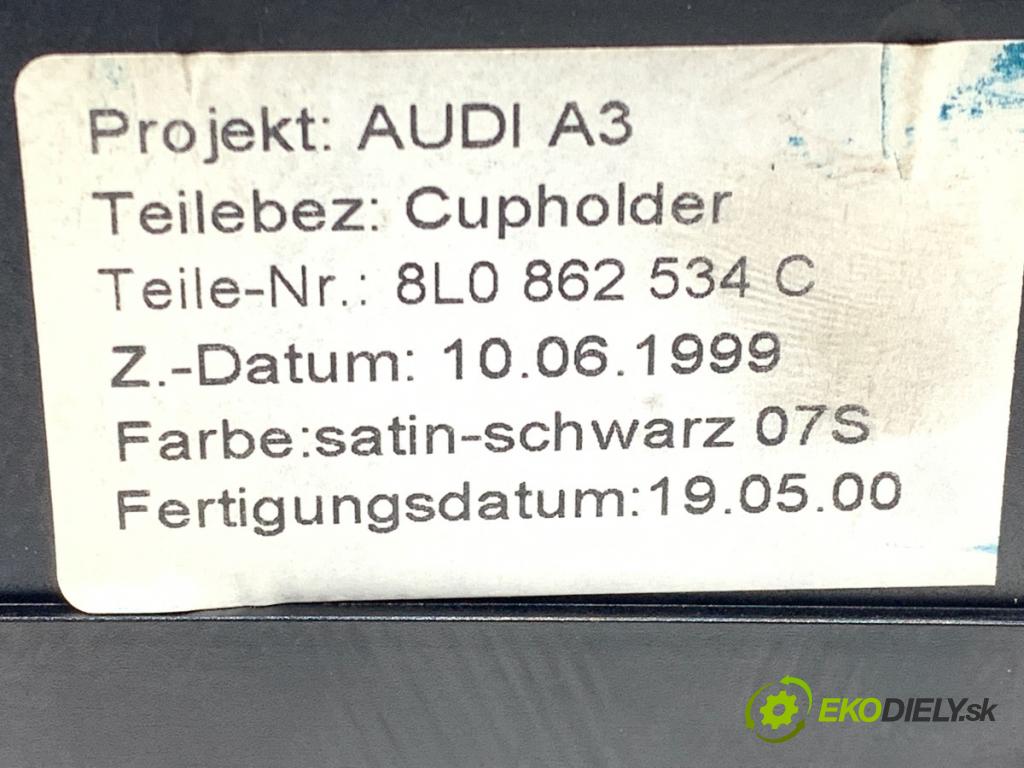 Projekt: AUDI A3
Teilebez: Cupholder
Teile-Nr.: 8L0 862 534 C
Z.-Datum: 10.06.1999
Farbe:satin-schwarz 07S
Fertigungsdatum:19.05.00
EKODIELY.sk